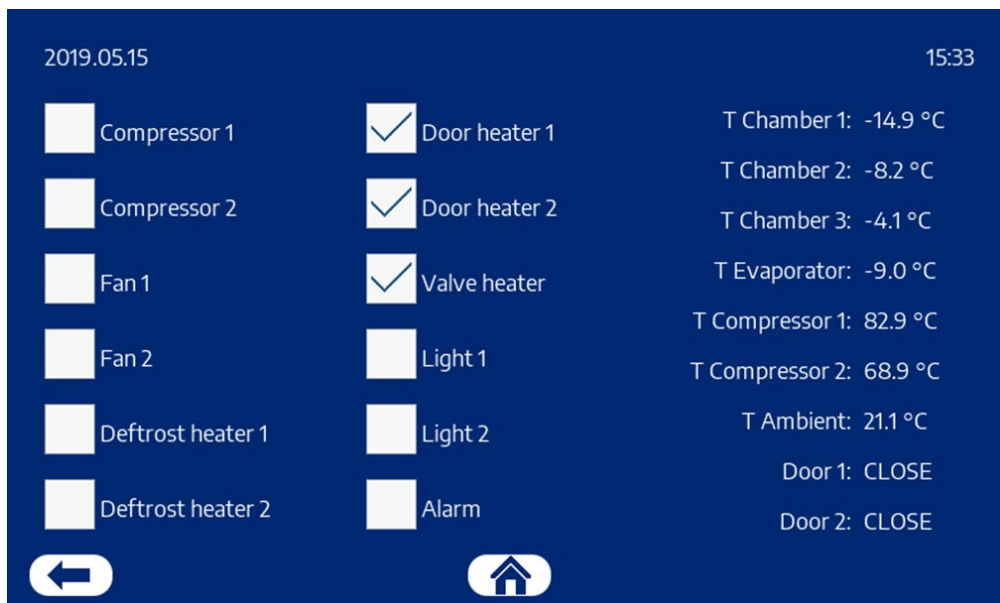 2019.05.15
15:33
Compressor 1
Compressor 2
Fan 1
Fan 2
Deftrost heater 1
Deftrost heater 2
Door heater 1
Door heater 2
Valve heater
Light 1
Light 2
Alarm
T Chamber 1: -14.9 °C
T Chamber 2: -8.2 °C
T Chamber 3: -4.1 °C
T Evaporator: -9.0 °C
T Compressor 1: 82.9 °C
T Compressor 2: 68.9 °C
T Ambient: 21.1 °C
Door 1: CLOSE
Door 2: CLOSE